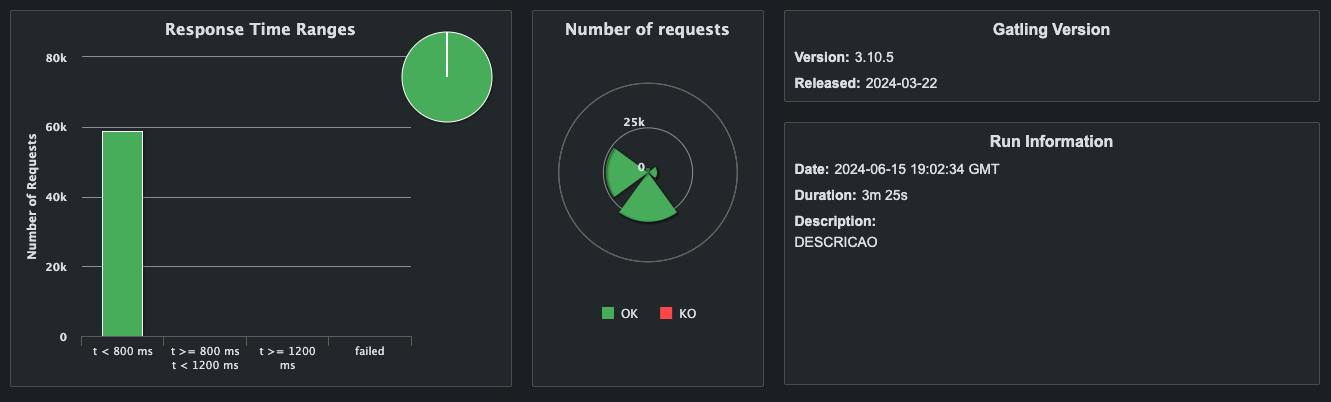 Response Time Ranges
80k
60k
40k
20k
0
Number of Requests
t < 800 ms
t >= 800 ms
t < 1200 ms
t >= 1200
ms
failed
Number of requests
25k
0
OK
KO
Gatling Version
Version: 3.10.5
Released: 2024-03-22
Run Information
Date: 2024-06-15 19:02:34 GMT
Duration: 3m 25s
Description:
DESCRICAO